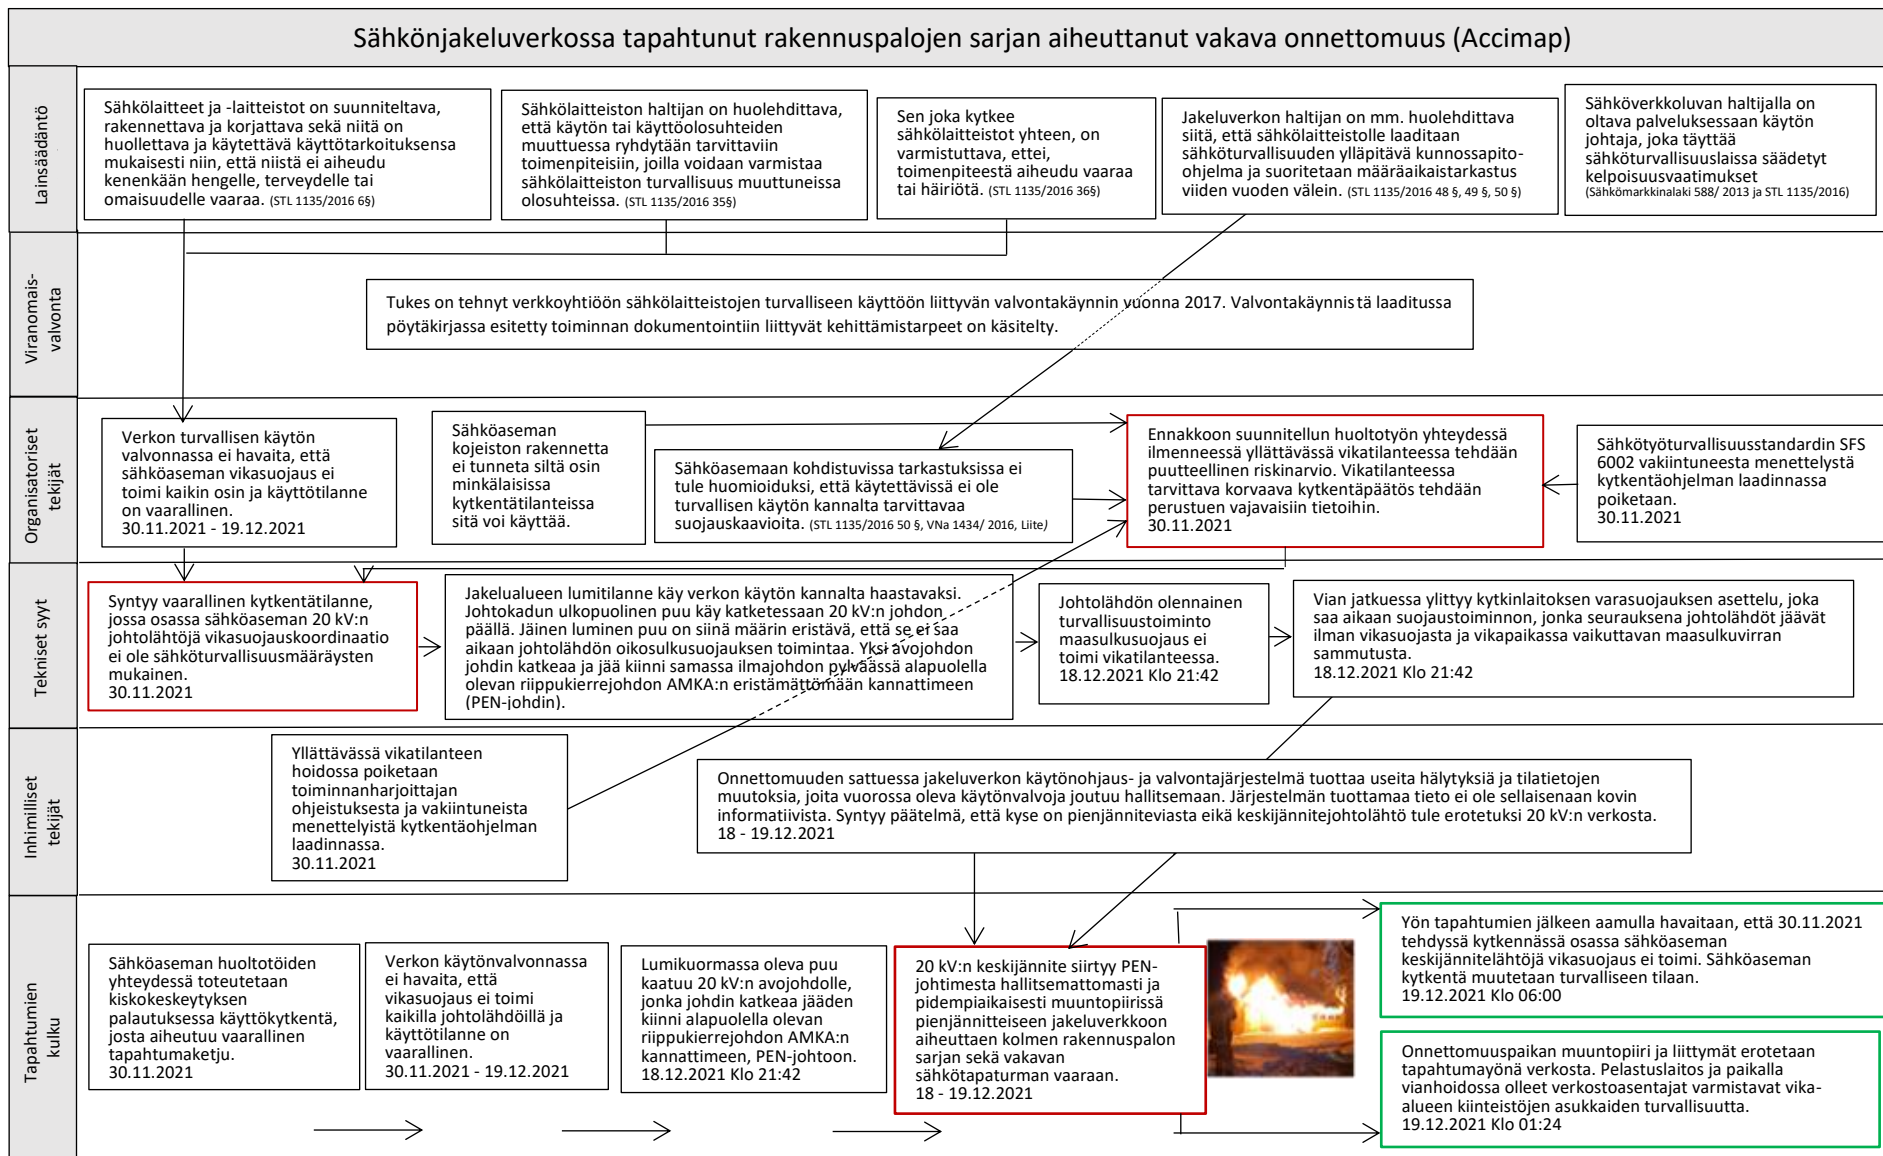 Sähkönjakeluverkossa tapahtunut rakennuspalojen sarjan aiheuttanut vakava onnettomuus (Accimap)
Lainsäädäntö
Sähkölaitteet ja -laitteistot on suunniteltava,
rakennettava ja korjattava sekä niitä on
huollettava ja käytettävä käyttötarkoituksensa
mukaisesti niin, että niistä ei aiheudu
kenenkään hengelle, terveydelle tai
omaisuudelle vaaraa. (STL 1135/2016 6§)
Sähkölaitteiston haltijan on huolehdittava,
että käytön tai käyttöolosuhteiden
muuttuessa ryhdytään tarvittaviin
toimenpiteisiin, joilla voidaan varmistaa
sähkölaitteiston turvallisuus muuttuneissa
olosuhteissa. (STL 1135/2016 35§)
Sen joka kytkee
sähkölaitteistot yhteen, on
varmistuttava, ettei,
toimenpiteestä aiheudu vaaraa
tai häiriötä. (STL 1135/2016 36§)
Jakeluverkon haltijan on mm. huolehdittava
siitä, että sähkölaitteistolle laaditaan
sähköturvallisuuden ylläpitävä kunnossapito-
ohjelma ja suoritetaan määräaikaistarkastus
viiden vuoden välein. (STL 1135/2016 48 §, 49 §, 50 §)
Sähköverkkoluvan haltijalla on
oltava palveluksessaan käytön
johtaja, joka täyttää
sähköturvallisuuslaissa säädetyt
kelpoisuusvaatimukset
(Sähkömarkkinalaki 588/ 2013 ja STL 1135/2016)
Viranomais-
valvonta
Tukes on tehnyt verkkoyhtiöön sähkölaitteistojen turvalliseen käyttöön liittyvän valvontakäynnin vuonna 2017. Valvontakäynnistä laaditussa
pöytäkirjassa esitetty toiminnan dokumentointiin liittyvät kehittämistarpeet on käsitelty.
Organisatoriset
tekijät
Verkon turvallisen käytön
valvonnassa ei havaita, että
sähköaseman vikasuojaus ei
toimi kaikin osin ja käyttötilanne
on vaarallinen.
30.11.2021 - 19.12.2021
Sähköaseman
kojeiston rakennetta
ei tunneta siltä osin
minkälaisissa
kytkentätilanteissa
sitä voi käyttää.
Sähköasemaan kohdistuvissa tarkastuksissa ei
tule huomioiduksi, että käytettävissä ei ole
turvallisen käytön kannalta tarvittavaa
suojauskaavioita. (STL 1135/2016 50 §, VNa 1434/ 2016, Liite)
Ennakkoon suunnitellun huoltotyön yhteydessä
ilmenneessä yllättävässä vikatilanteessa tehdään
puutteellinen riskinarvio. Vikatilanteessa
tarvittava korvaava kytkentäpäätös tehdään
perustuen vajavaisiin tietoihin.
30.11.2021
Sähkötyöturvallisuusstandardin SFS
6002 vakiintuneesta menettelystä
kytkentäohjelman laadinnassa
poiketaan.
30.11.2021
Tekniset syyt
Syntyy vaarallinen kytkentätilanne,
jossa osassa sähköaseman 20 kV:n
johtolähtöjä vikasuojauskoordinaatio
ei ole sähköturvallisuusmääräysten
mukainen.
30.11.2021
Jakelualueen lumitilanne käy verkon käytön kannalta haastavaksi.
Johtokadun ulkopuolinen puu käy katketessaan 20 kV:n johdon
päällä. Jäinen luminen puu on siinä määrin eristävä, että se ei saa
aikaan johtolähdön oikosulkusuojauksen toimintaa. Yksi avojohdon
johdin katkeaa ja jää kiinni samassa ilmajohdon pylväässä alapuolella
olevan riippukierrejohdon AMKA:n eristämättömään kannattimeen
(PEN-johdin).
Johtolähdön olennainen
turvallisuustoiminto
maasulkusuojaus ei
toimi vikatilanteessa.
18.12.2021 Klo 21:42
Vian jatkuessa ylittyy kytkinlaitoksen varasuojauksen asettelu, joka
saa aikaan suojaustoiminnon, jonka seurauksena johtolähdöt jäävät
ilman vikasuojasta ja vikapaikassa vaikuttavan maasulkuvirran
sammutusta.
18.12.2021 Klo 21:42
Inhimilliset
tekijät
Yllättävässä vikatilanteen
hoidossa poiketaan
toiminnanharjoittajan
ohjeistuksesta ja vakiintuneista
menettelyistä kytkentäohjelman
laadinnassa.
30.11.2021
Onnettomuuden sattuessa jakeluverkon käytönohjaus- ja valvontajärjestelmä tuottaa useita hälytyksiä ja tilatietojen
muutoksia, joita vuorossa oleva käytönvalvoja joutuu hallitsemaan. Järjestelmän tuottamaa tieto ei ole sellaisenaan kovin
informatiivista. Syntyy päätelmä, että kyse on pienjänniteviasta eikä keskijännitejohtolähtö tule erotetuksi 20 kV:n verkosta.
18 - 19.12.2021
Tapahtumien
kulku
Sähköaseman huoltotöiden
yhteydessä toteutetaan
kiskokeskeytyksen
palautuksessa käyttökytkentä,
josta aiheutuu vaarallinen
tapahtumaketju.
30.11.2021
Verkon käytönvalvonnassa
ei havaita, että
vikasuojaus ei toimi
kaikilla johtolähdöillä ja
käyttötilanne on
vaarallinen.
30.11.2021 - 19.12.2021
Lumikuormassa oleva puu
kaatuu 20 kV:n avojohdolle,
jonka johdin katkeaa jääden
kiinni alapuolella olevan
riippukierrejohdon AMKA:n
kannattimeen, PEN-johtoon.
18.12.2021 Klo 21:42
20 kV:n keskijännite siirtyy PEN-
johtimesta hallitsemattomasti ja
pidempiaikaisesti muuntopiirissä
pienjännitteiseen jakeluverkkoon
aiheuttaen kolmen rakennuspalon
sarjan sekä vakavan
sähkötapaturman vaaraan.
18 - 19.12.2021
Yön tapahtumien jälkeen aamulla havaitaan, että 30.11.2021
tehdyssä kytkennässä osassa sähköaseman
keskijännitelähtöjä vikasuojaus ei toimi. Sähköaseman
kytkentä muutetaan turvalliseen tilaan.
19.12.2021 Klo 06:00
Onnettomuuspaikan muuntopiiri ja liittymät erotetaan
tapahtumayönä verkosta. Pelastuslaitos ja paikalla
vianhoidossa olleet verkostoasentajat varmistavat vika-
alueen kiinteistöjen asukkaiden turvallisuutta.
19.12.2021 Klo 01:24